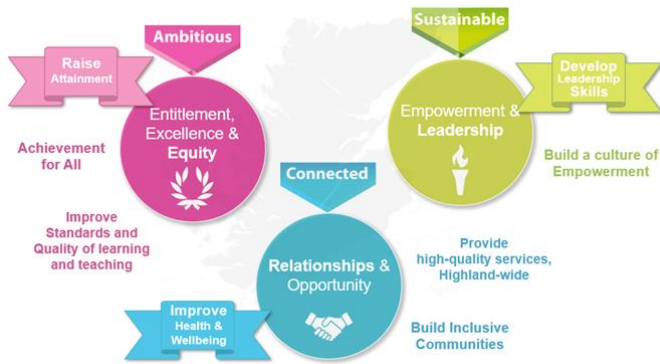 Ambitious
Raise
Attainment
Entitlement,
Excellence &
Equity
Achievement
for All
Improve
Standards and
Quality of learning
and teaching
Sustainable
Develop
Leadership
Skills
Empowerment &
Leadership
Build a culture of
Empowerment
Connected
Relationships &
Opportunity
Improve
Health &
Wellbeing
Provide
high-quality services,
Highland-wide
Build Inclusive
Communities